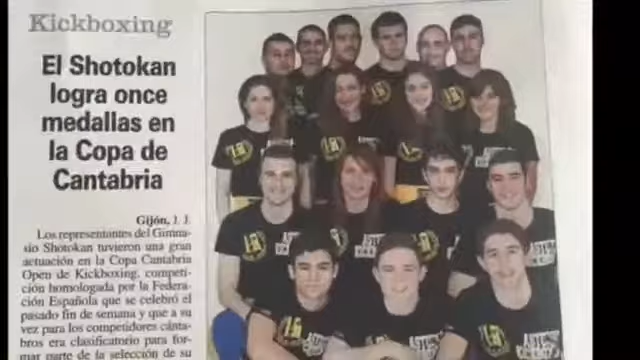 Kickboxing
El Shotokan
logra once
medallas en
la Copa de
Cantabria
Gijón, J. J.
Los representantes del Gimna-
sio Shotokan tuvieron una gran
actuación en la Copa Cantabria
Open de Kickboxing, competi-
ción homologada por la Federa-
ción Española que se celebró el
pasado fin de semana y que a su
vez para los competidores cánta-
bros era clasificatorio para for-
mar parte de la selección de su